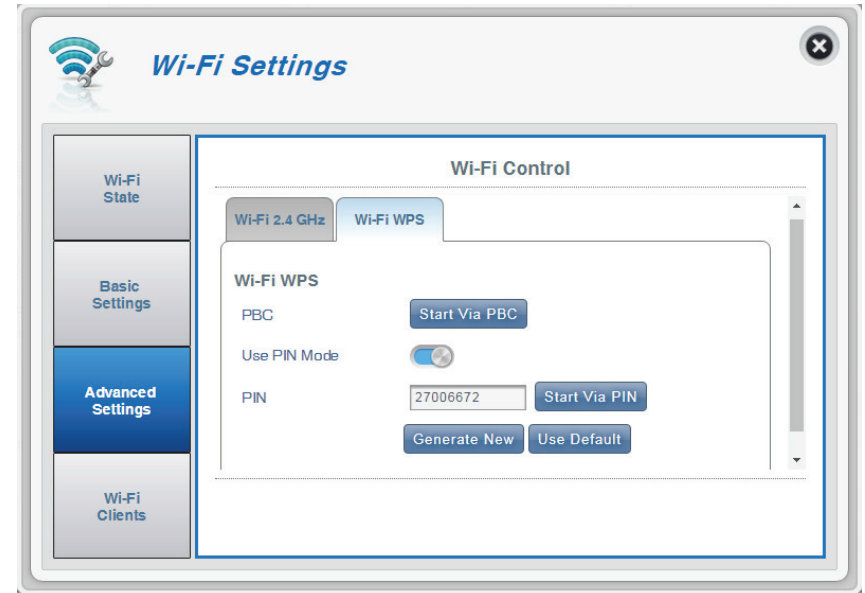 Wi-Fi Settings
Wi-Fi
State
Basic
Settings
Advanced
Settings
Wi-Fi
Clients
Wi-Fi Control
Wi-Fi 2.4 GHz
Wi-Fi WPS
Wi-Fi WPS
PBC
Start Via PBC
Use PIN Mode
PIN
27006672
Start Via PIN
Generate New
Use Default